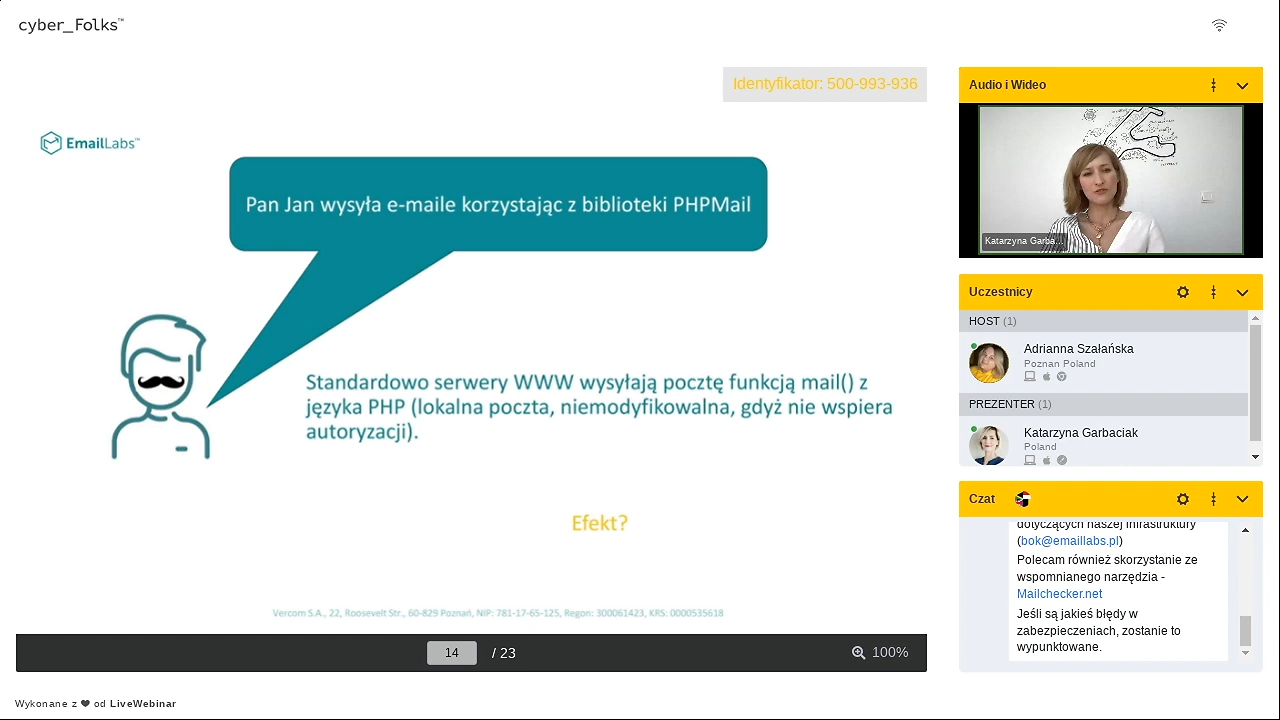 cyber_Folks™
Identyfikator: 500-993-936
EmailLabs™
Pan Jan wysyła e-maile korzystając z biblioteki PHPMail
Standardowo serwery WWW wysyłają pocztę funkcją mail() z
języka PHP (lokalna poczta, niemodyfikowalna, gdyż nie wspiera
autoryzacji).
Efekt?
Vercom S.A., 22, Roosevelt Str., 60-829 Poznań, NIP: 781-17-65-125, Regon: 300061423, KRS: 0000535618
14 / 23
100%
Audio i Wideo
Katarzyna Garba...
Uczestnicy
HOST (1)
Adrianna Szalańska
Poznan Poland
PREZENTER (1)
Katarzyna Garbaciak
Poland
Czat
dotyczących naszej infrastruktury
(bok@emaillabs.pl)
Polecam również skorzystanie ze
wspomnianego narzędzia -
Mailchecker.net
Jeśli są jakieś błędy w
zabezpieczeniach, zostanie to
wypunktowane.
Wykonane z ♥ od LiveWebinar